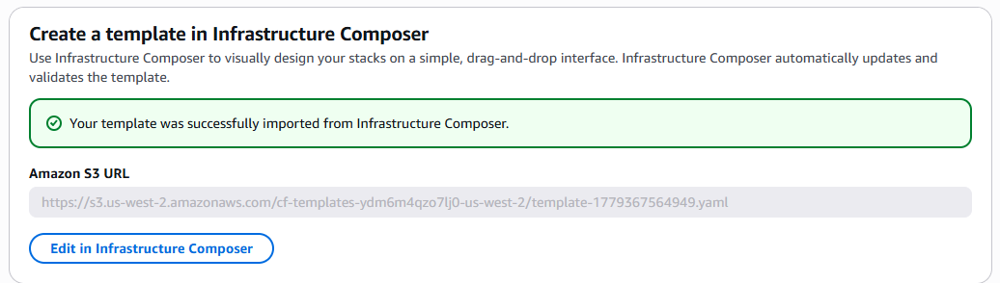 Create a template in Infrastructure Composer
Use Infrastructure Composer to visually design your stacks on a simple, drag-and-drop interface. Infrastructure Composer automatically updates and
validates the template.
Your template was successfully imported from Infrastructure Composer.
Amazon S3 URL
https://s3.us-west-2.amazonaws.com/cf-templates-ydm6m4qzo7lj0-us-west-2/template-1779367564949.yaml
Edit in Infrastructure Composer